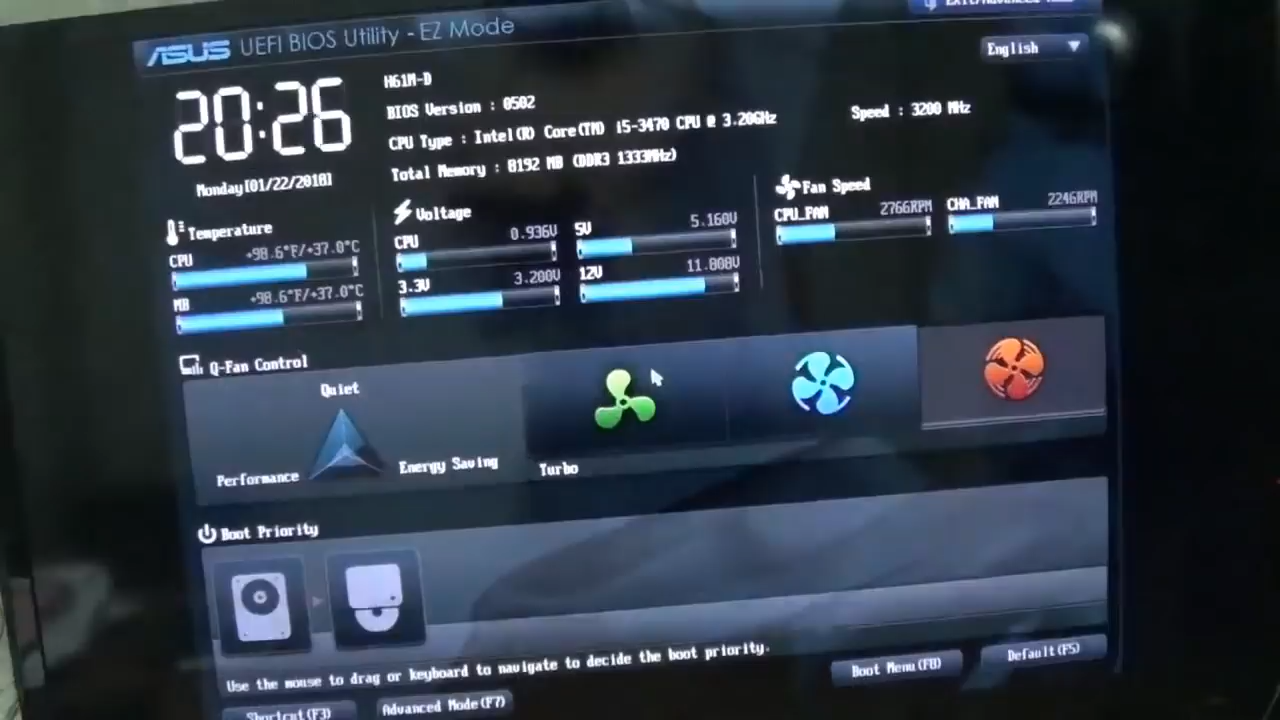 Exit/Advanced Mode
ASUS UEFI BIOS Utility - EZ Mode
English
20:26
Monday[01/22/2018]
H61M-D
BIOS Version : 0502
CPU Type : Intel(R) Core(TM) i5-3470 CPU @ 3.20GHz
Speed : 3200 MHz
Total Memory : 8192 MB (DDR3 1333MHz)
Temperature
CPU +98.6°F/+37.0°C
MB +98.6°F/+37.0°C
Voltage
CPU 0.936V
5V 5.160V
3.3V 3.200V
12V 11.808V
Fan Speed
CPU_FAN 2766RPM
CHA_FAN 2246RPM
Q-Fan Control
Quiet
Performance
Energy Saving
Turbo
Boot Priority
Use the mouse to drag or keyboard to navigate to decide the boot priority.
Shortcut(F3)
Advanced Mode(F7)
Boot Menu(F8)
Default(F5)